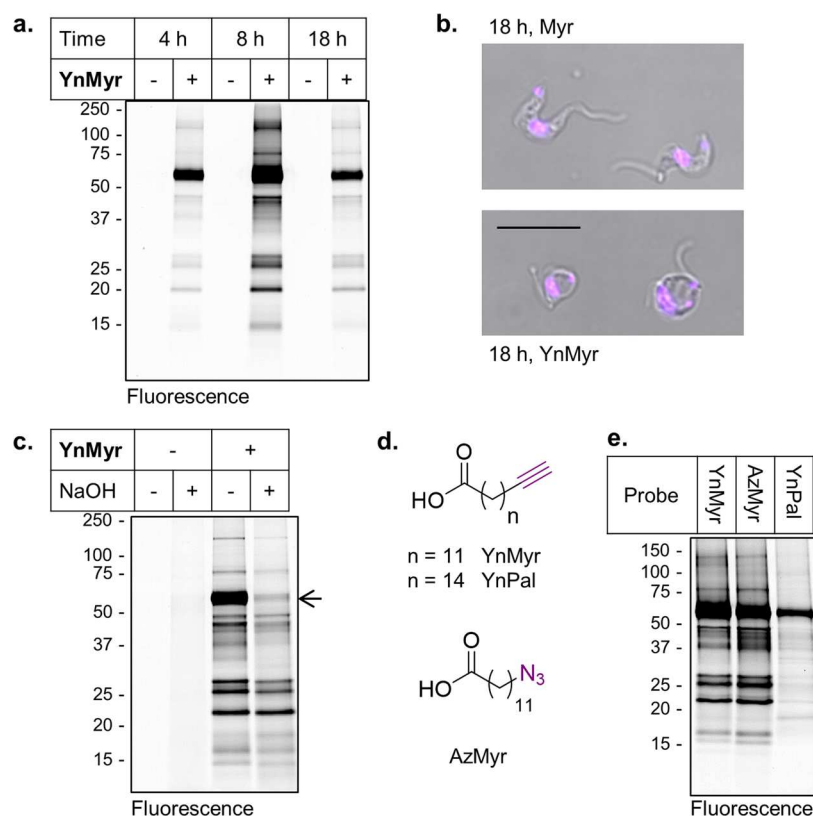 a.
Time 4 h 8 h 18 h
YnMyr - + - + - +
250 -
100 -
75 -
50 -
37 -
25 -
20 -
15 -
Fluorescence
b.
18 h, Myr
18 h, YnMyr
c.
YnMyr - +
NaOH - + - +
250 -
100 -
75 -
50 -
37 -
25 -
20 -
15 -
Fluorescence
d.
O
HO
n
n = 11 YnMyr
n = 14 YnPal
O
HO N3
11
AzMyr
e.
Probe YnMyr AzMyr YnPal
150 -
100 -
75 -
50 -
37 -
25 -
20 -
15 -
Fluorescence